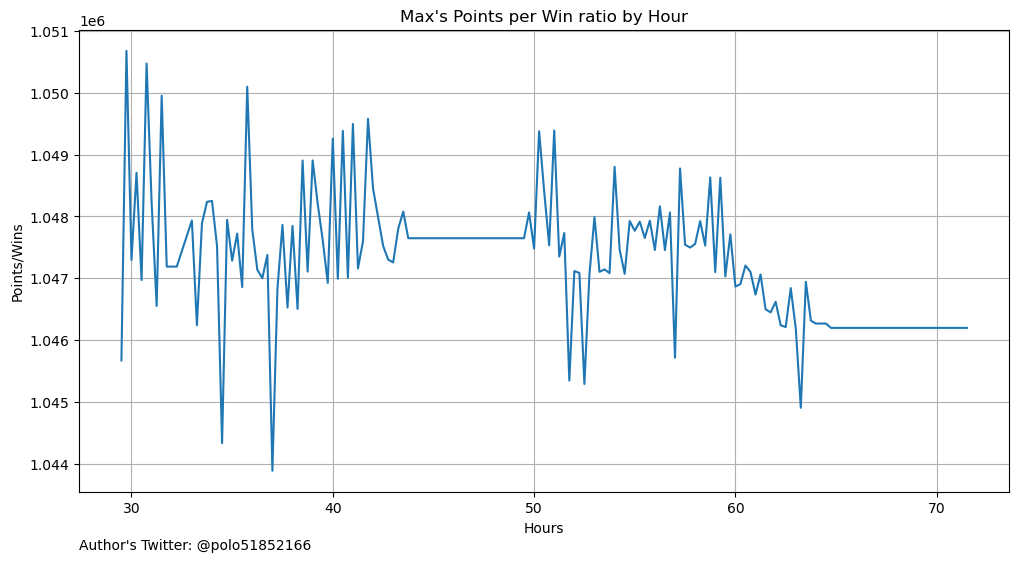 Max's Points per Win ratio by Hour
1e6
1.051
1.050
1.049
1.048
1.047
1.046
1.045
1.044
Points/Wins
30 40 50 60 70
Hours
Author's Twitter: @polo51852166